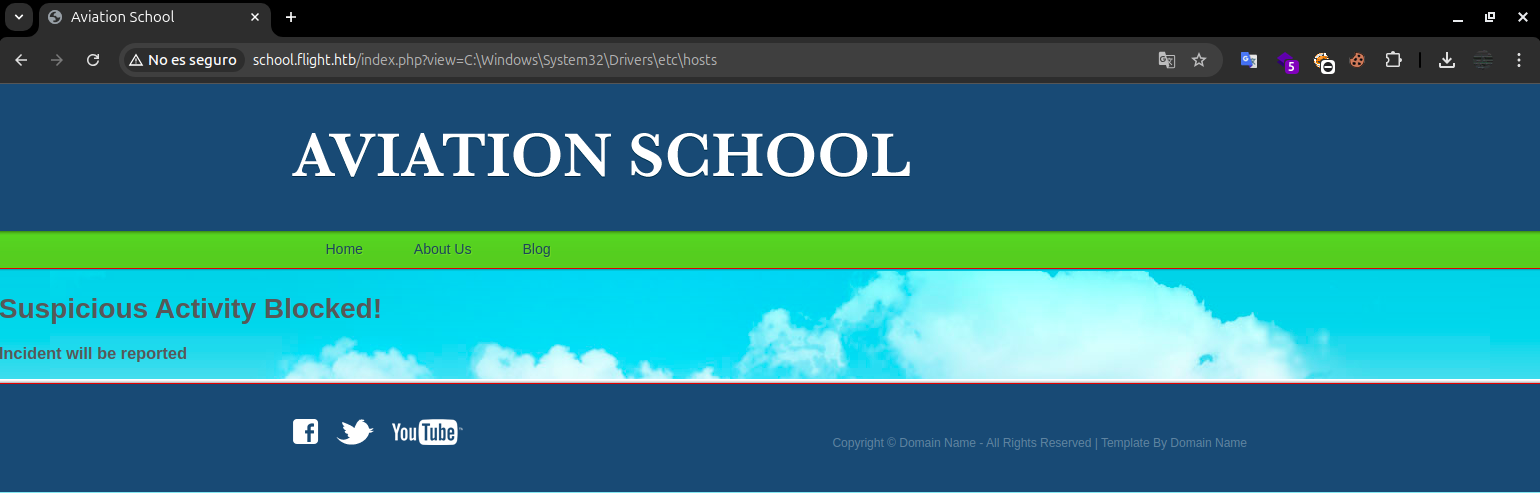 Aviation School
No es seguro school.flight.htb/index.php?view=C:\Windows\System32\Drivers\etc\hosts
5
AVIATION SCHOOL
Home About Us Blog
Suspicious Activity Blocked!
Incident will be reported
f YouTube
Copyright © Domain Name - All Rights Reserved | Template By Domain Name